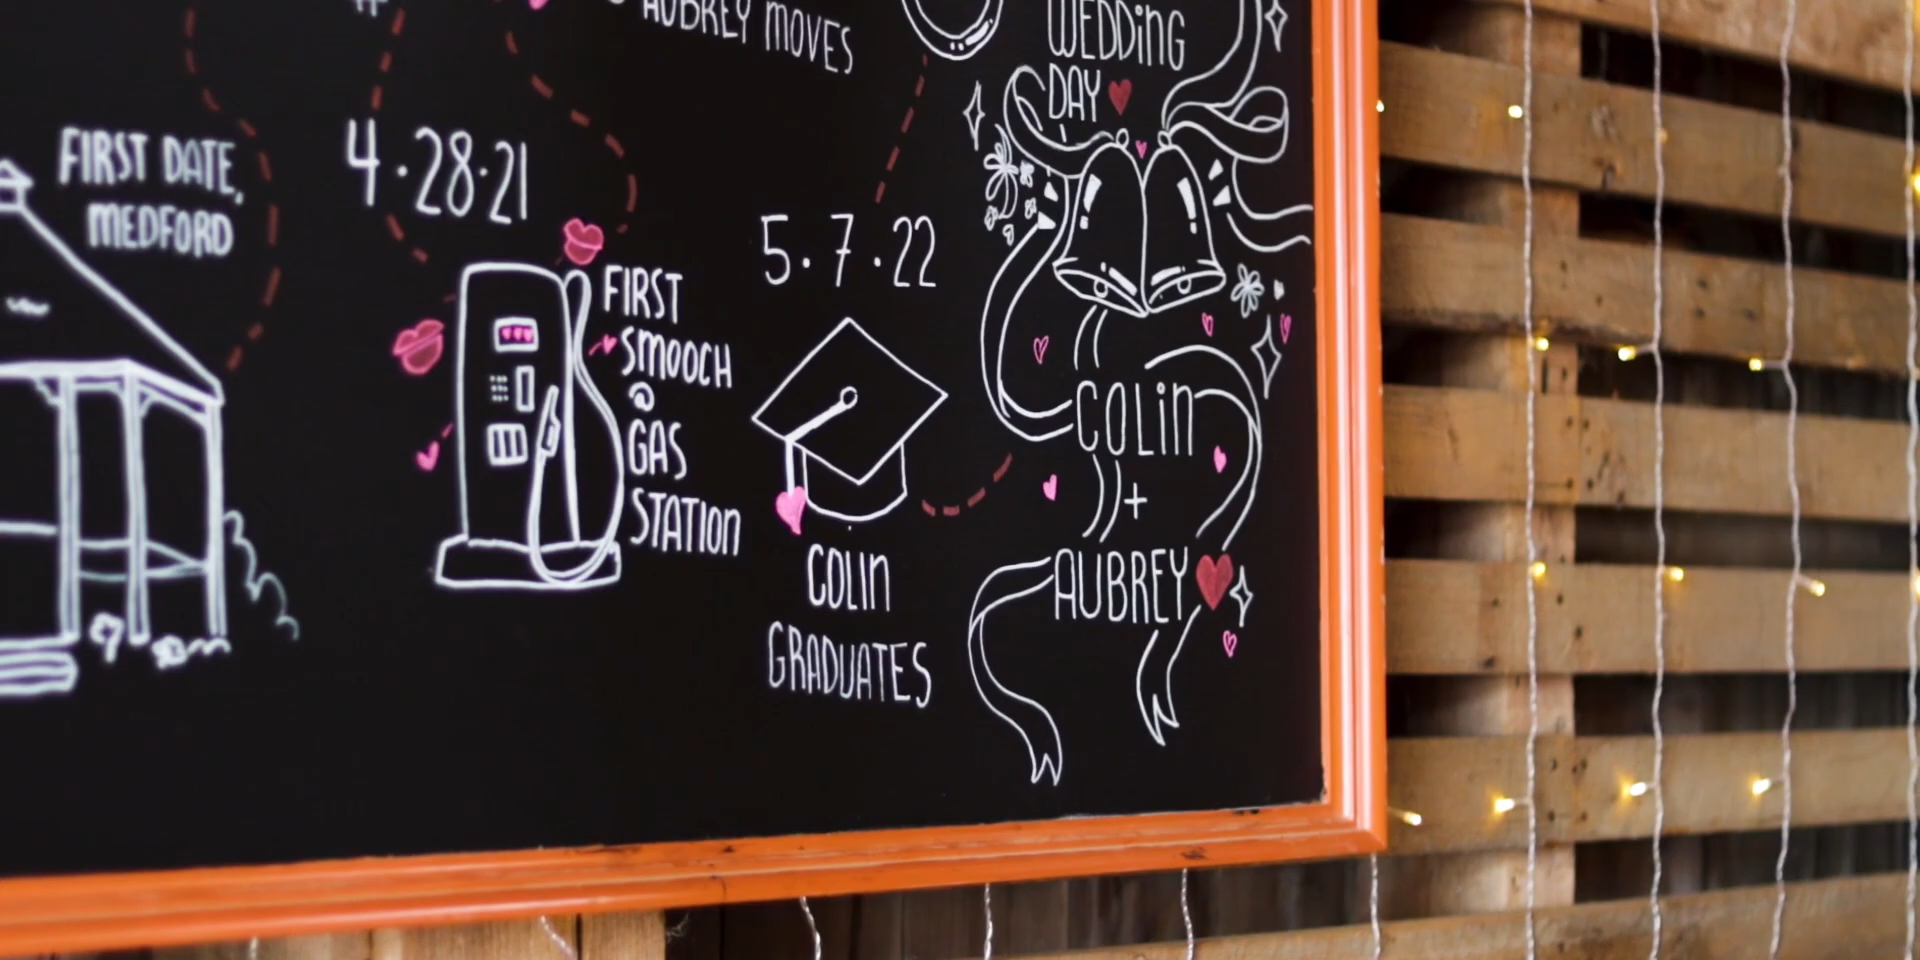 AUBREY MOVES
FIRST DATE,
MEDFORD
4·28·21
FIRST
SMOOCH
@
GAS
STATION
5·7·22
COLIN
GRADUATES
WEDDING
DAY
COLIN
+
AUBREY